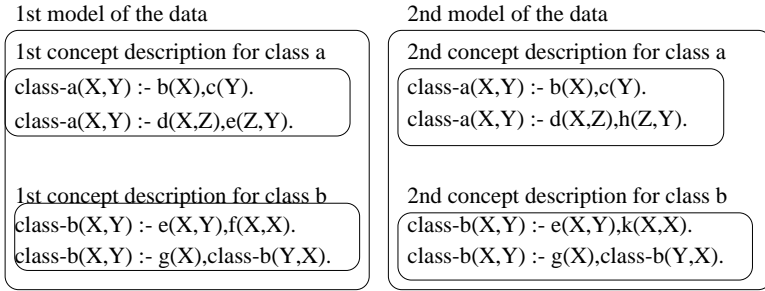 1st model of the data
1st concept description for class a
class-a(X,Y) :- b(X),c(Y).
class-a(X,Y) :- d(X,Z),e(Z,Y).
1st concept description for class b
class-b(X,Y) :- e(X,Y),f(X,X).
class-b(X,Y) :- g(X),class-b(Y,X).
2nd model of the data
2nd concept description for class a
class-a(X,Y) :- b(X),c(Y).
class-a(X,Y) :- d(X,Z),h(Z,Y).
2nd concept description for class b
class-b(X,Y) :- e(X,Y),k(X,X).
class-b(X,Y) :- g(X),class-b(Y,X).